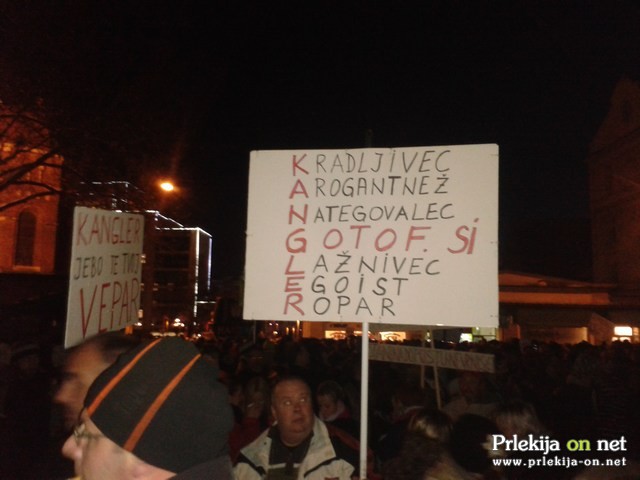 KRADLJIVEC
AROGANTNEŽ
NATEGOVALEC
GOTOF. SI
LAŽNIVEC
EGOIST
ROPAR
KANGLER
JEBO TE TVOJ
VEPAR
Prlekija on net
www.prlekija-on.net